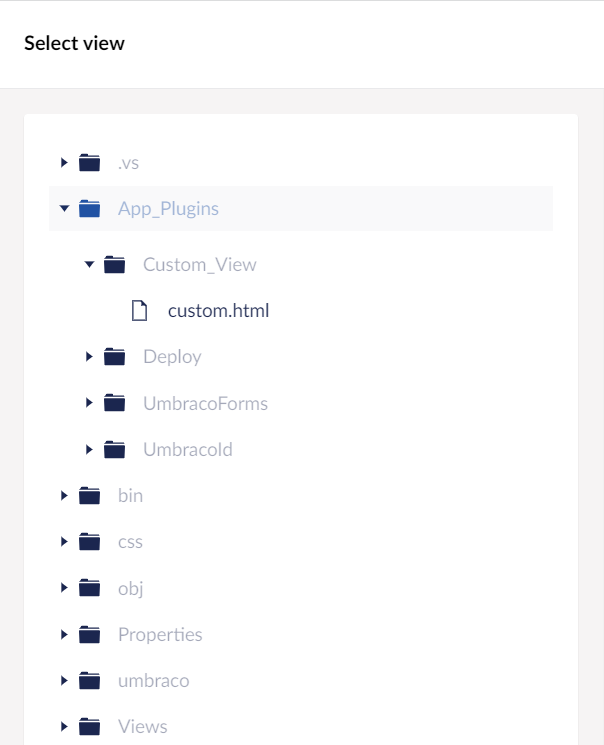 Select view
.vs
App_Plugins
Custom_View
custom.html
Deploy
UmbracoForms
UmbracoId
bin
css
obj
Properties
umbraco
Views